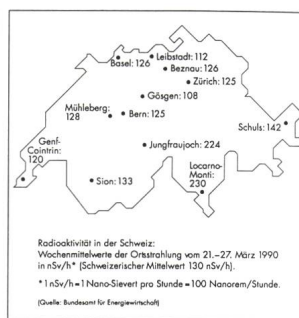 Leibstadt: 112
Basel: 126
Beznau: 126
Zürich: 125
Gösgen: 108
Mühleberg:
128
Bern: 125
Schuls: 142
Genf-
Cointrin:
120
Jungfraujoch: 224
Sion: 133
Locarno-
Monti:
230
Radioaktivität in der Schweiz:
Wochenmittelwerte der Ortsstrahlung vom 21.–27. März 1990
in nSv/h* (Schweizerischer Mittelwert 130 nSv/h).
*1 nSv/h = 1 Nano-Sievert pro Stunde = 100 Nanorem/Stunde.
(Quelle: Bundesamt für Energiewirtschaft)